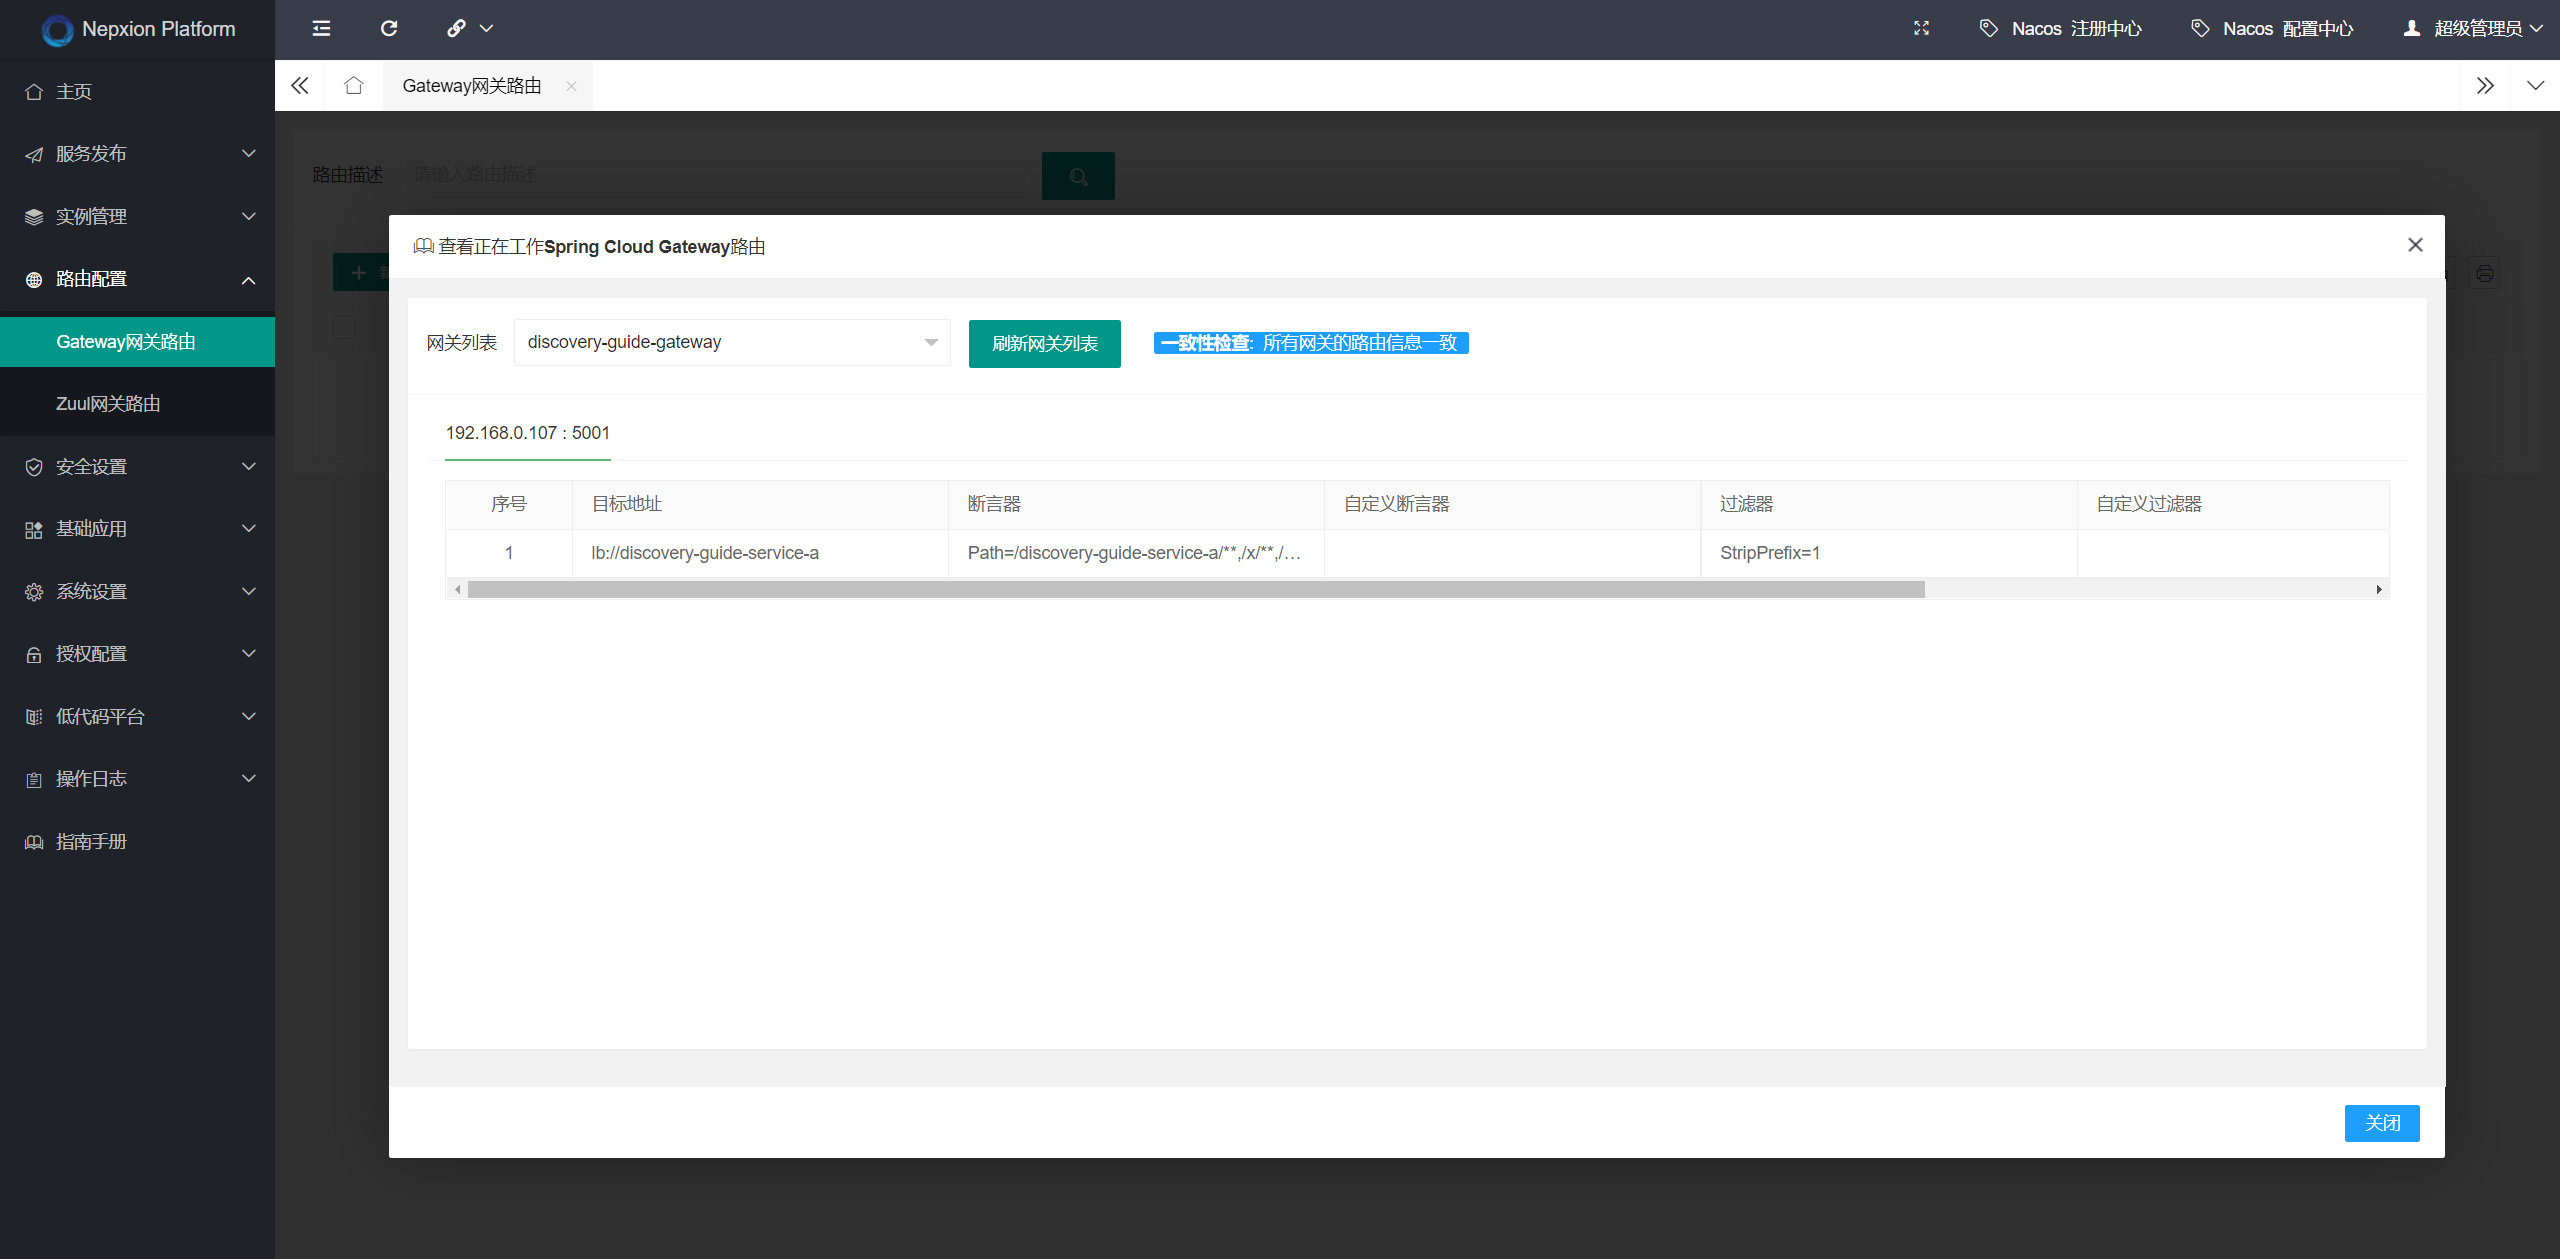 Nepxion Platform
Nacos 注册中心
Nacos 配置中心
超级管理员
主页
服务发布
实例管理
路由配置
Gateway网关路由
Zuul网关路由
安全设置
基础应用
系统设置
授权配置
低代码平台
操作日志
指南手册
Gateway网关路由
路由描述
请输入路由描述
查看正在工作Spring Cloud Gateway路由
网关列表
discovery-guide-gateway
刷新网关列表
一致性检查: 所有网关的路由信息一致
192.168.0.107 : 5001
序号 目标地址 断言器 自定义断言器 过滤器 自定义过滤器
1 lb://discovery-guide-service-a Path=/discovery-guide-service-a/**,/x/**,/… StripPrefix=1
关闭